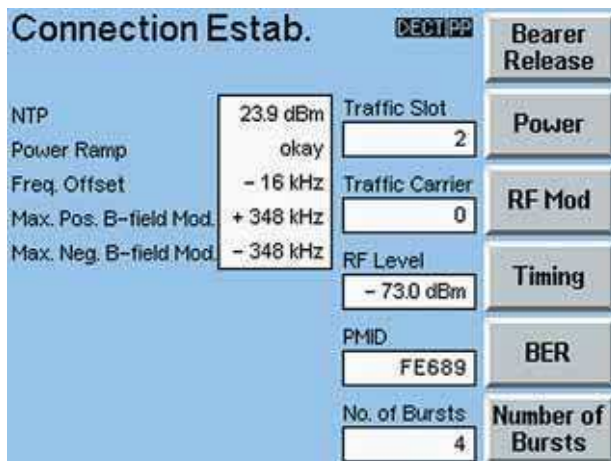 Connection Estab.
DECT PP
NTP 23.9 dBm
Power Ramp okay
Freq. Offset – 16 kHz
Max. Pos. B–field Mod. + 348 kHz
Max. Neg. B–field Mod. – 348 kHz
Traffic Slot
2
Traffic Carrier
0
RF Level
– 73.0 dBm
PMID
FE689
No. of Bursts
4
Bearer
Release
Power
RF Mod
Timing
BER
Number of
Bursts